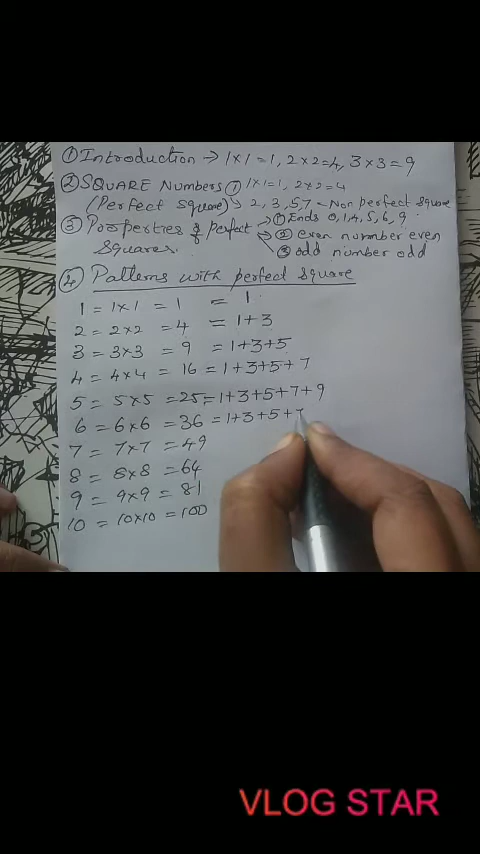 ① Introduction → 1×1=1, 2×2=4, 3×3=9
② SQUARE Numbers ① 1×1=1, 2×2=4
(Perfect Square) ↘ 2, 3, 5, 7 - Non perfect Square
③ Pooperties of perfect → ① Ends 0, 1, 4, 5, 6, 9
② even number even
Squares. ③ odd number odd
④ Patterns with perfect square
1 = 1×1 = 1 = 1
2 = 2×2 = 4 = 1+3
3 = 3×3 = 9 = 1+3+5
4 = 4×4 = 16 = 1+3+5+7
5 = 5×5 = 25 = 1+3+5+7+9
6 = 6×6 = 36 = 1+3+5+7
7 = 7×7 = 49
8 = 8×8 = 64
9 = 9×9 = 81
10 = 10×10 = 100
VLOG STAR